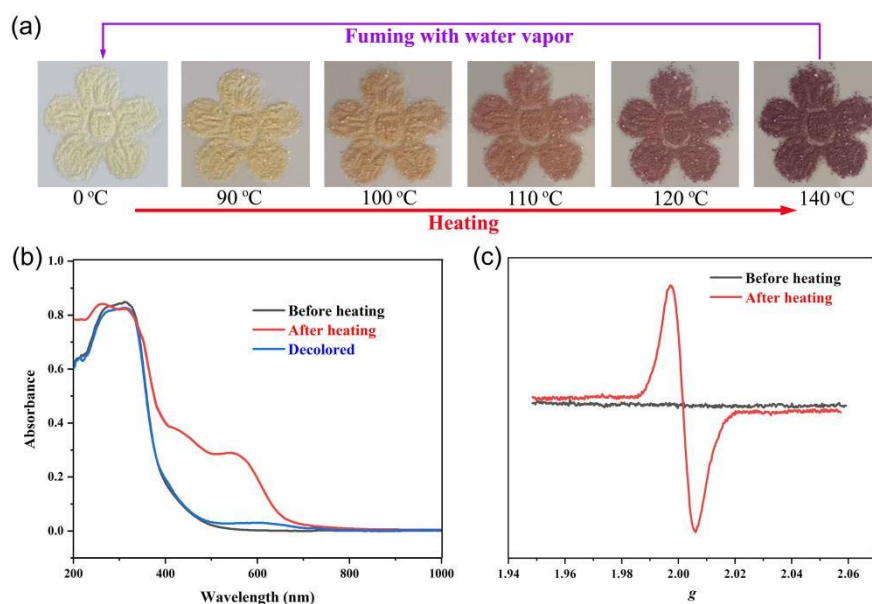 (a)
Fuming with water vapor
0 °C
90 °C
100 °C
110 °C
120 °C
140 °C
Heating
(b)
1.0
0.8
0.6
0.4
0.2
0.0
Absorbance
Before heating
After heating
Decolored
200
400
600
800
1000
Wavelength (nm)
(c)
Before heating
After heating
1.94
1.96
1.98
2.00
2.02
2.04
2.06
g